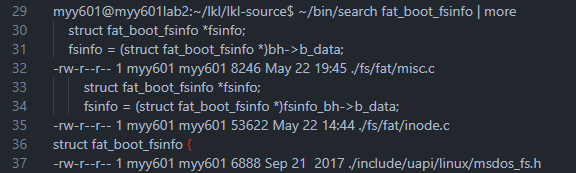 29 myy601@myy601lab2:~/lkl/lkl-source$ ~/bin/search fat_boot_fsinfo | more
30 struct fat_boot_fsinfo *fsinfo;
31 fsinfo = (struct fat_boot_fsinfo *)bh->b_data;
32 -rw-r--r-- 1 myy601 myy601 8246 May 22 19:45 ./fs/fat/misc.c
33 struct fat_boot_fsinfo *fsinfo;
34 fsinfo = (struct fat_boot_fsinfo *)fsinfo_bh->b_data;
35 -rw-r--r-- 1 myy601 myy601 53622 May 22 14:44 ./fs/fat/inode.c
36 struct fat_boot_fsinfo {
37 -rw-r--r-- 1 myy601 myy601 6888 Sep 21  2017 ./include/uapi/linux/msdos_fs.h